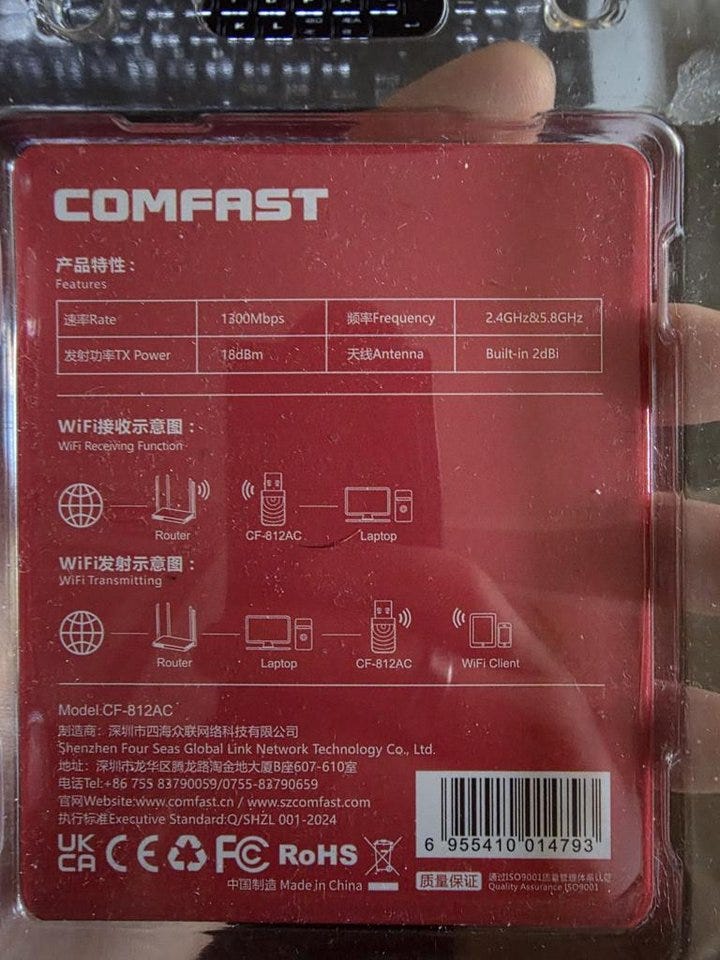 COMFAST
产品特性：
Features
速率Rate 1300Mbps 频率Frequency 2.4GHz&5.8GHz
发射功率TX Power 18dBm 天线Antenna Built-in 2dBi
WiFi接收示意图：
WiFi Receiving Function
Router CF-812AC Laptop
WiFi发射示意图：
WiFi Transmitting
Router Laptop CF-812AC WiFi Client
Model:CF-812AC
制造商：深圳市四海众联网络科技有限公司
Shenzhen Four Seas Global Link Network Technology Co., Ltd.
地址：深圳市龙华区腾龙路淘金地大厦B座607-610室
电话Tel:+86 755 83790059/0755-83790659
官网Website:www.comfast.cn / www.szcomfast.com
执行标准Executive Standard:Q/SHZL 001-2024
6 955410 014793
UK CA CE FC RoHS
中国制造 Made in China
质量保证 通过ISO9001质量管理体系认证
Quality Assurance ISO9001